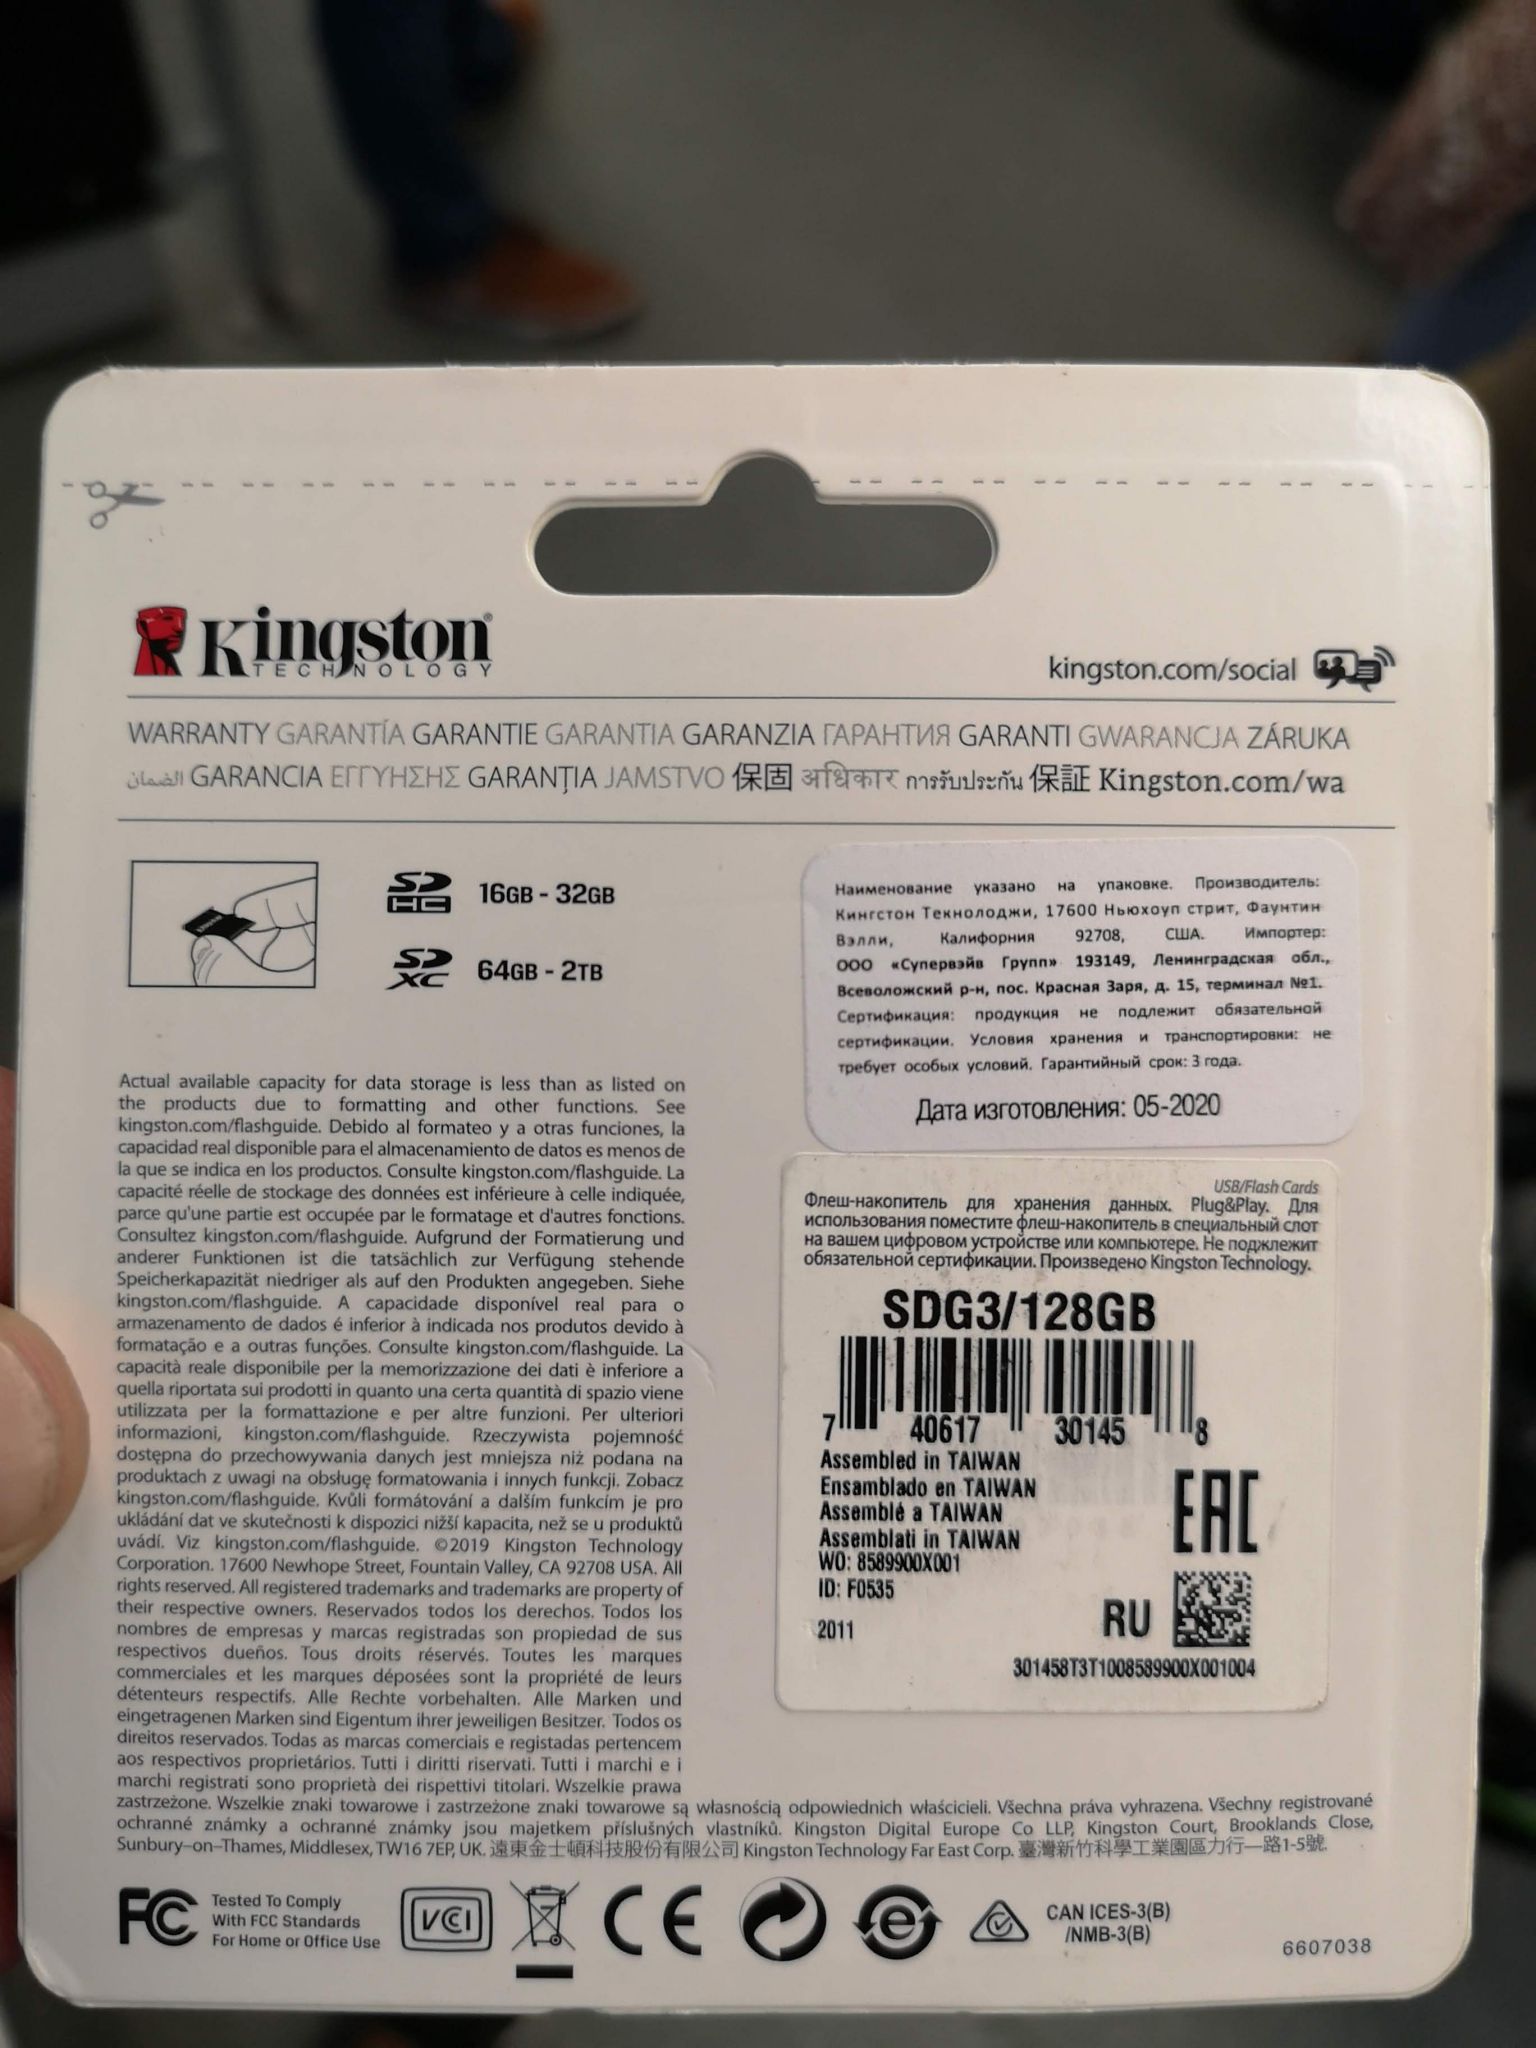 Kingston®
TECHNOLOGY
kingston.com/social
WARRANTY GARANTÍA GARANTIE GARANTIA GARANZIA ГАРАНТИЯ GARANTI GWARANCJA ZÁRUKA
الضمان GARANCIA ΕΓΓΥΗΣΗΣ GARANȚIA JAMSTVO 保固 अधिकार การรับประกัน 保証 Kingston.com/wa
SDHC 16GB - 32GB
SDXC 64GB - 2TB
Actual available capacity for data storage is less than as listed on
the products due to formatting and other functions. See
kingston.com/flashguide. Debido al formateo y a otras funciones, la
capacidad real disponible para el almacenamiento de datos es menos de
la que se indica en los productos. Consulte kingston.com/flashguide. La
capacité réelle de stockage des données est inférieure à celle indiquée,
parce qu'une partie est occupée par le formatage et d'autres fonctions.
Consultez kingston.com/flashguide. Aufgrund der Formatierung und
anderer Funktionen ist die tatsächlich zur Verfügung stehende
Speicherkapazität niedriger als auf den Produkten angegeben. Siehe
kingston.com/flashguide. A capacidade disponível real para o
armazenamento de dados é inferior à indicada nos produtos devido à
formatação e a outras funções. Consulte kingston.com/flashguide. La
capacità reale disponibile per la memorizzazione dei dati è inferiore a
quella riportata sui prodotti in quanto una certa quantità di spazio viene
utilizzata per la formattazione e per altre funzioni. Per ulteriori
informazioni, kingston.com/flashguide. Rzeczywista pojemność
dostępna do przechowywania danych jest mniejsza niż podana na
produktach z uwagi na obsługę formatowania i innych funkcji. Zobacz
kingston.com/flashguide. Kvůli formátování a dalším funkcím je pro
ukládání dat ve skutečnosti k dispozici nižší kapacita, než se u produktů
uvádí. Viz kingston.com/flashguide. ©2019 Kingston Technology
Corporation. 17600 Newhope Street, Fountain Valley, CA 92708 USA. All
rights reserved. All registered trademarks and trademarks are property of
their respective owners. Reservados todos los derechos. Todos los
nombres de empresas y marcas registradas son propiedad de sus
respectivos dueños. Tous droits réservés. Toutes les marques
commerciales et les marques déposées sont la propriété de leurs
détenteurs respectifs. Alle Rechte vorbehalten. Alle Marken und
eingetragenen Marken sind Eigentum ihrer jeweiligen Besitzer. Todos os
direitos reservados. Todas as marcas comerciais e registadas pertencem
aos respectivos proprietários. Tutti i diritti riservati. Tutti i marchi e i
marchi registrati sono proprietà dei rispettivi titolari. Wszelkie prawa
zastrzeżone. Wszelkie znaki towarowe i zastrzeżone znaki towarowe są własnością odpowiednich właścicieli. Všechna práva vyhrazena. Všechny registrované
ochranné známky a ochranné známky jsou majetkem příslušných vlastníků. Kingston Digital Europe Co LLP, Kingston Court, Brooklands Close,
Sunbury-on-Thames, Middlesex, TW16 7EP, UK. 遠東金士頓科技股份有限公司 Kingston Technology Far East Corp. 臺灣新竹科學工業園區力行一路1-5號.
Наименование указано на упаковке. Производитель:
Кингстон Текнолоджи, 17600 Ньюхоуп стрит, Фаунтин
Вэлли, Калифорния 92708, США. Импортер:
ООО «Супервэйв Групп» 193149, Ленинградская обл.,
Всеволожский р-н, пос. Красная Заря, д. 15, терминал №1.
Сертификация: продукция не подлежит обязательной
сертификации. Условия хранения и транспортировки: не
требует особых условий. Гарантийный срок: 3 года.
Дата изготовления: 05-2020
USB/Flash Cards
Флеш-накопитель для хранения данных. Plug&Play. Для
использования поместите флеш-накопитель в специальный слот
на вашем цифровом устройстве или компьютере. Не поджлежит
обязательной сертификации. Произведено Kingston Technology.
SDG3/128GB
7 40617 30145 8
Assembled in TAIWAN
Ensamblado en TAIWAN
Assemblé a TAIWAN
Assemblati in TAIWAN
WO: 8589900X001
ID: F0535
2011
EAC
RU
301458T3T1008589900X001004
FC Tested To Comply
With FCC Standards
For Home or Office Use
VCI
CE
e
CAN ICES-3(B)
/NMB-3(B)
6607038